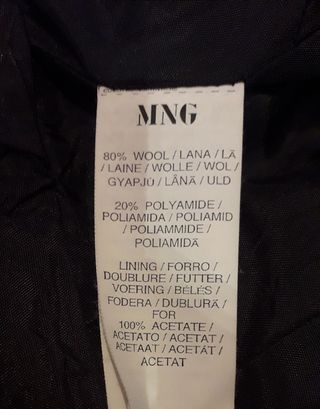 MNG
80% WOOL / LANA / LÃ
/ LAINE / WOLLE / WOL /
GYAPJÚ / LÂNĂ / ULD
20% POLYAMIDE /
POLIAMIDA / POLIAMID
/ POLIAMMIDE /
POLIAMIDĂ
LINING / FORRO /
DOUBLURE / FUTTER /
VOERING / BÉLÉS /
FODERA / DUBLURĂ /
FOR
100% ACETATE /
ACETATO / ACETAT /
ACETAAT / ACETÁT /
ACETAT